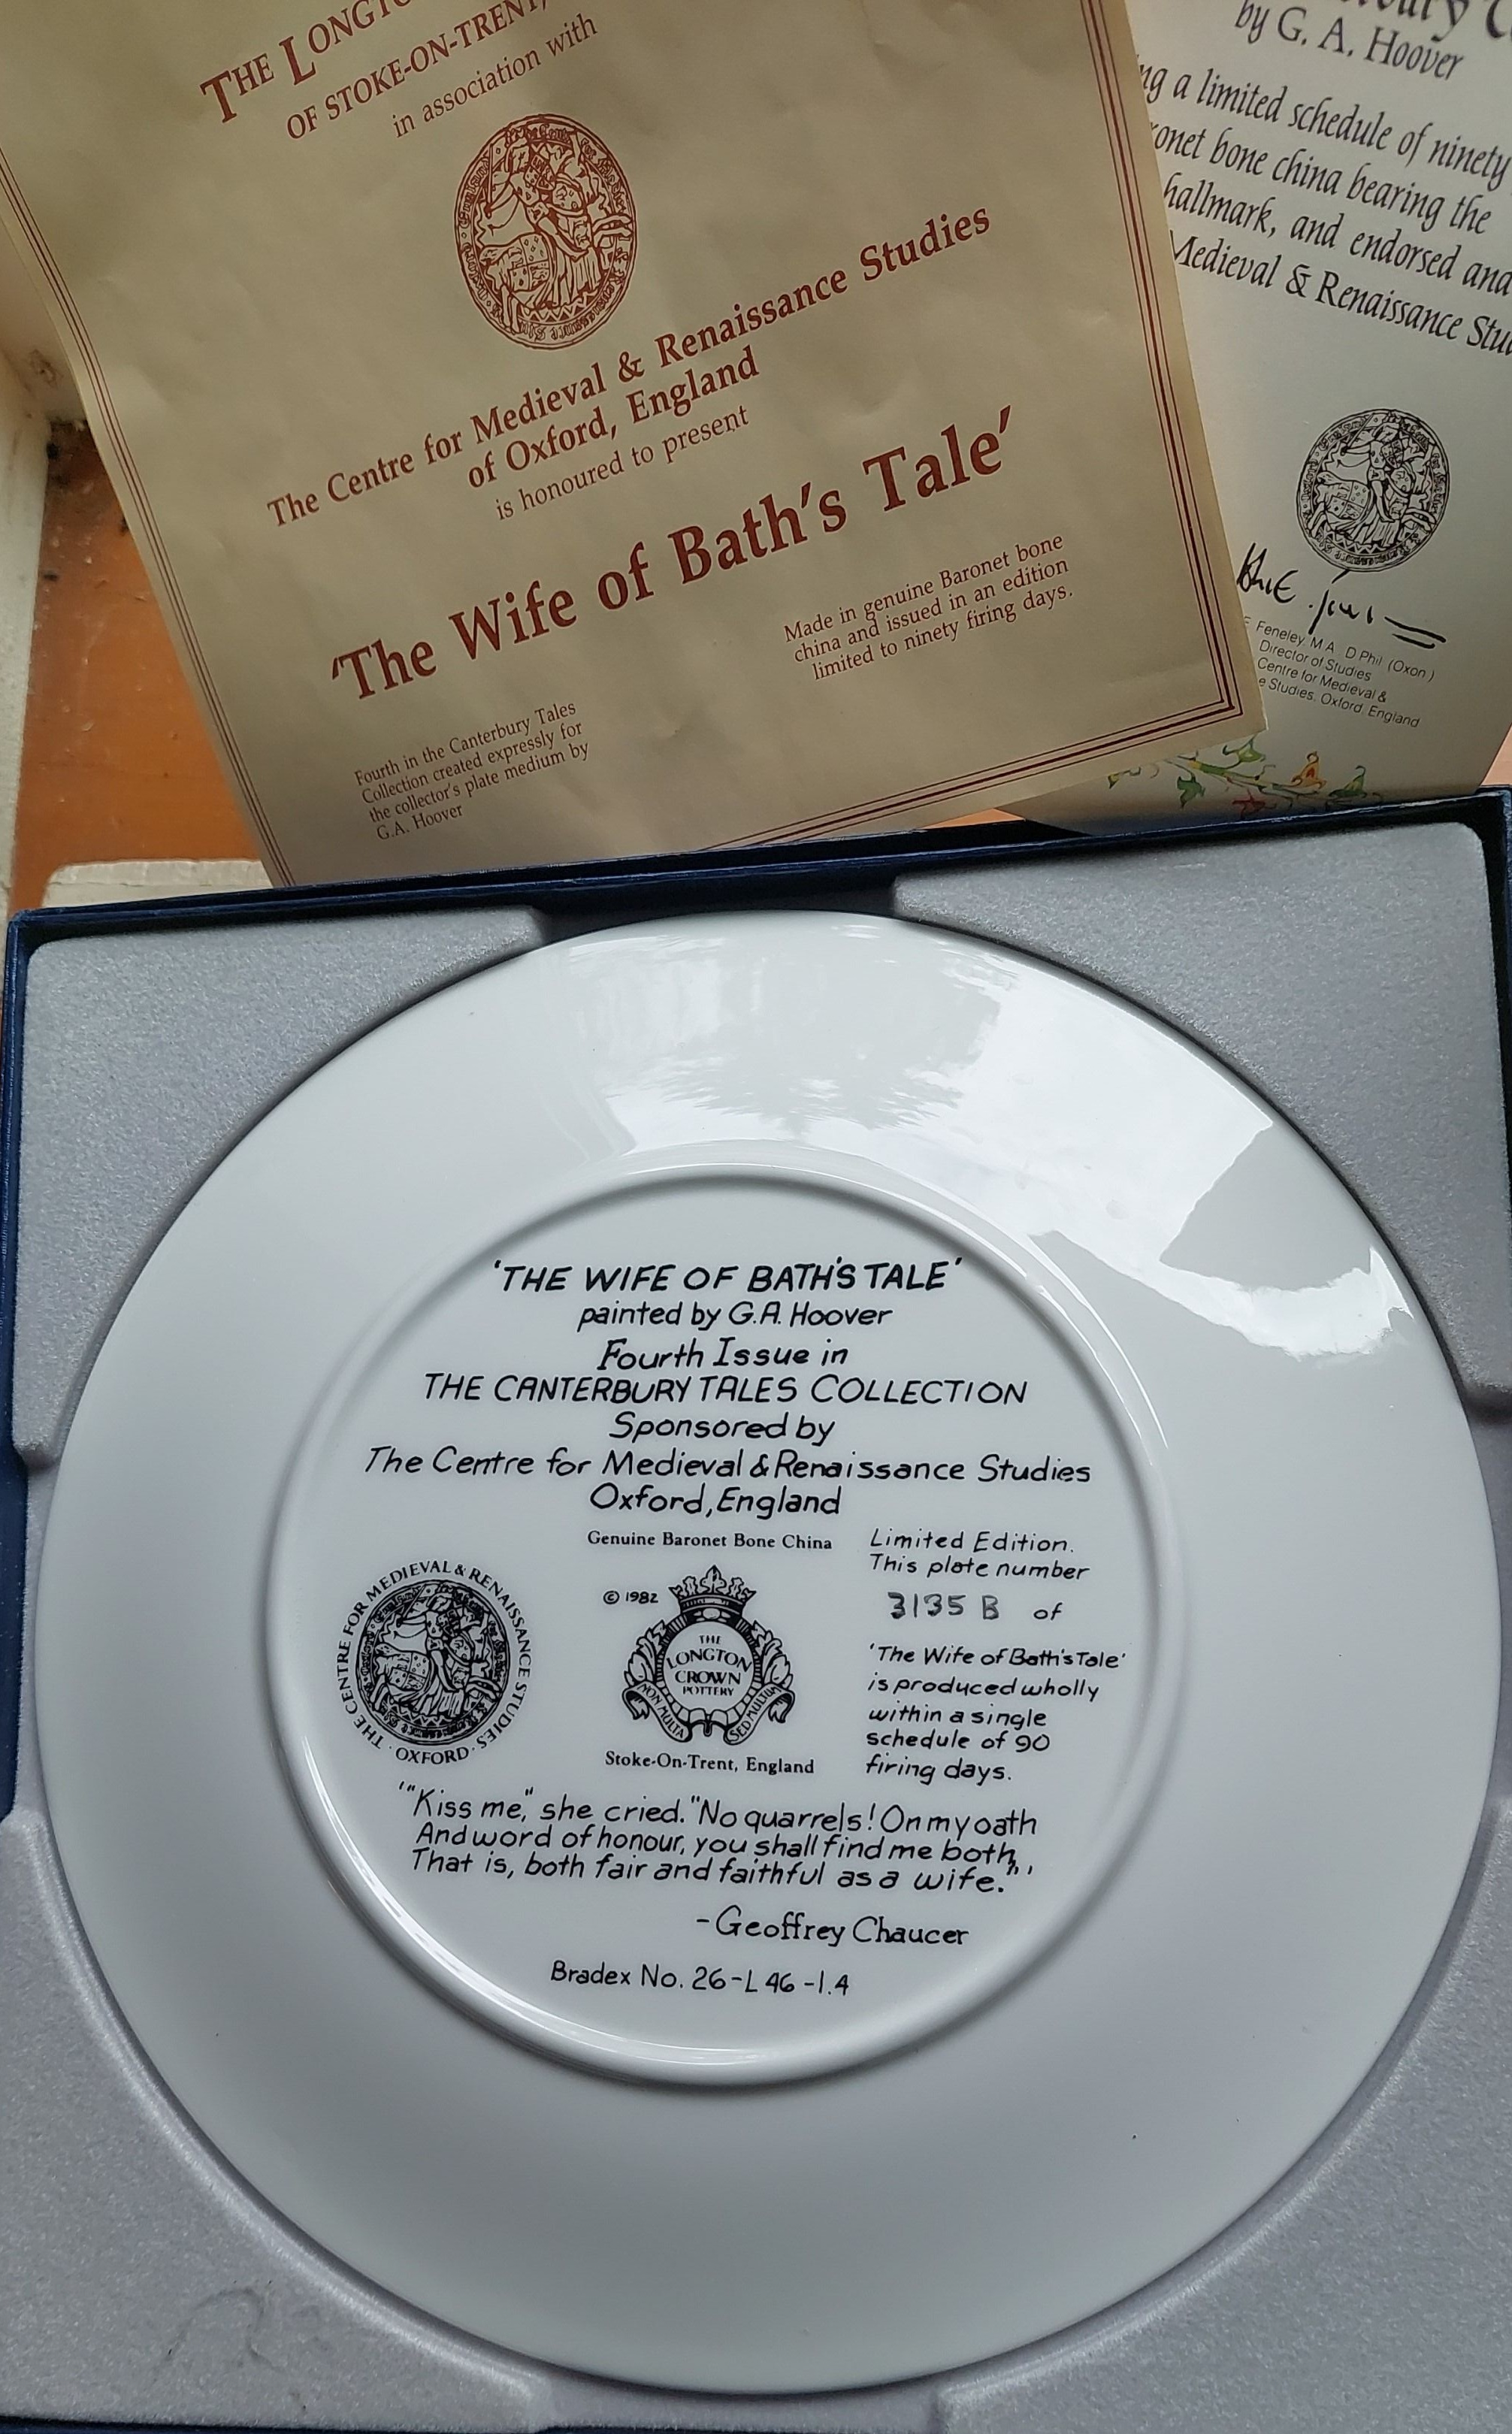 THE LONGTO
OF STOKE-ON-TRENT,
in association with
The Centre for Medieval & Renaissance Studies
of Oxford, England
is honoured to present
'The Wife of Bath's Tale'
Made in genuine Baronet bone
china and issued in an edition
limited to ninety firing days.
Fourth in the Canterbury Tales
Collection created expressly for
the collector's plate medium by
G.A. Hoover
by G. A. Hoover
ng a limited schedule of ninety
onet bone china bearing the
hallmark, and endorsed and
Medieval & Renaissance Stu
Feneley, M A D Phil (Oxon)
Director of Studies
Centre for Medieval &
e Studies, Oxford, England
'THE WIFE OF BATH'S TALE'
painted by G.A. Hoover
Fourth Issue in
THE CANTERBURY TALES COLLECTION
Sponsored by
The Centre for Medieval & Renaissance Studies
Oxford, England
Genuine Baronet Bone China
THE CENTRE FOR MEDIEVAL & RENAISSANCE STUDIES · OXFORD ·
© 1982
THE
LONGTON
CROWN
POTTERY
NON MULTA SED MULTUM
Stoke-On-Trent, England
Limited Edition.
This plate number
3135 B of
'The Wife of Bath's Tale'
is produced wholly
within a single
schedule of 90
firing days.
'"Kiss me," she cried. "No quarrels! On my oath
And word of honour, you shall find me both,
That is, both fair and faithful as a wife."'
-Geoffrey Chaucer
Bradex No. 26-L46-1.4